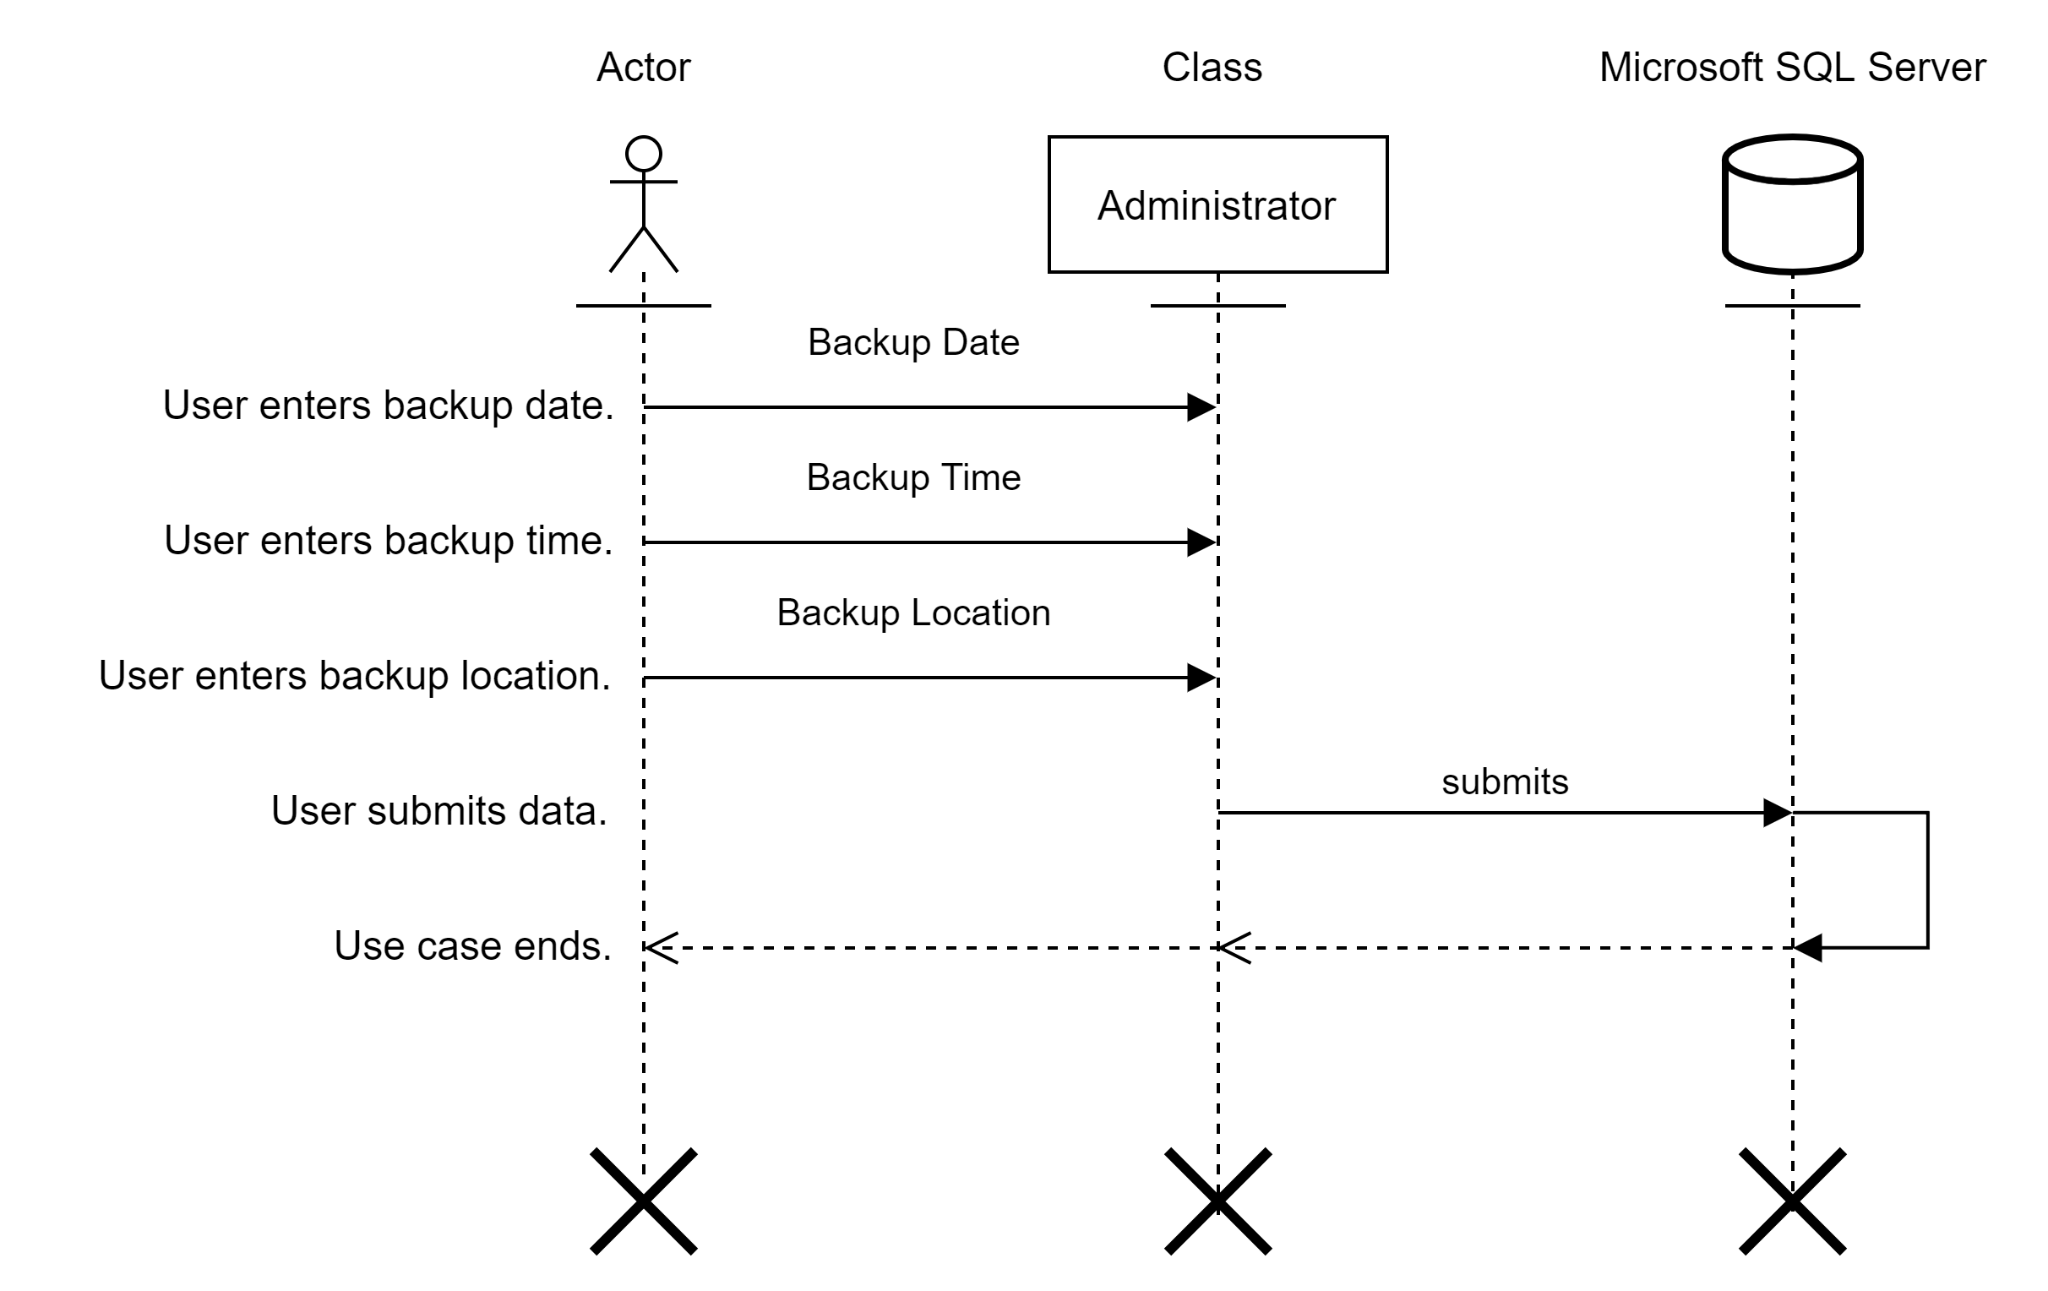 Actor
Class
Microsoft SQL Server
Administrator
Backup Date
User enters backup date.
Backup Time
User enters backup time.
Backup Location
User enters backup location.
submits
User submits data.
Use case ends.